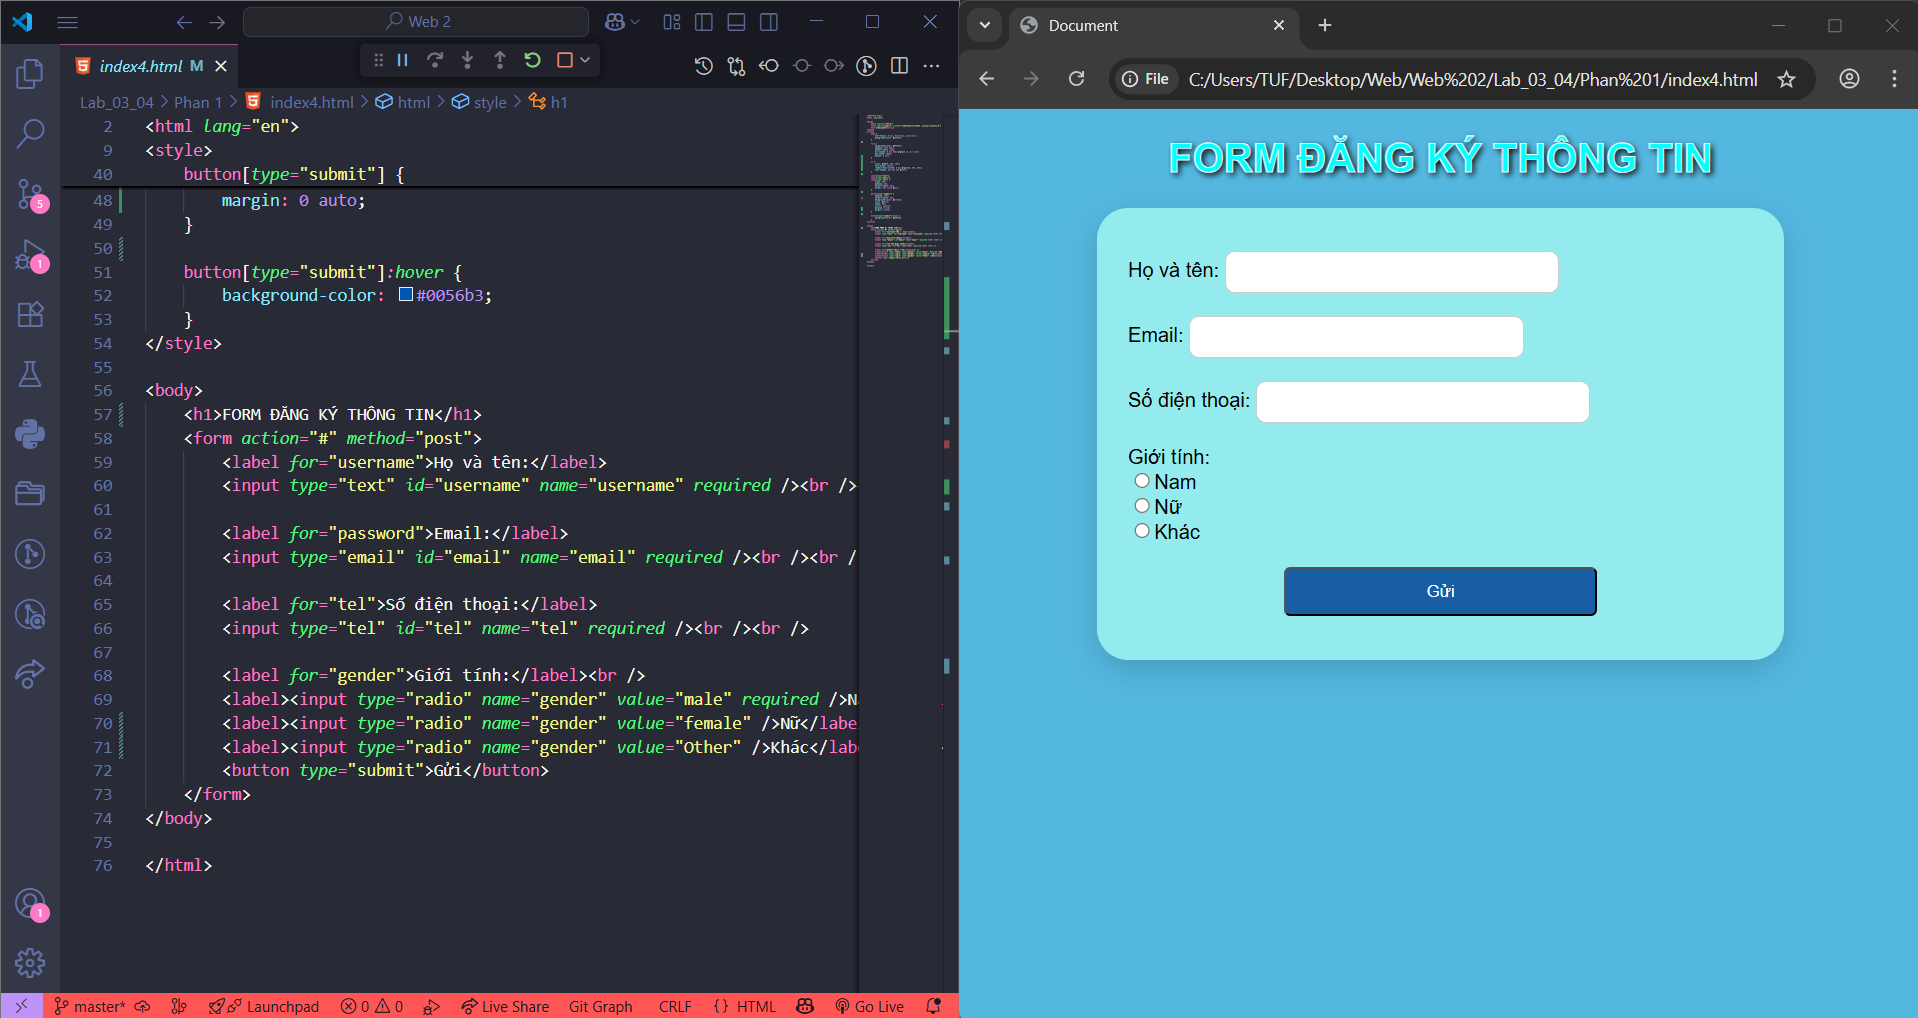 Web 2
index4.html M
Lab_03_04 > Phan 1 > index4.html > html > style > h1
2 <html lang="en">
9 <style>
40 button[type="submit"] {
48 margin: 0 auto;
49 }
50
51 button[type="submit"]:hover {
52 background-color: #0056b3;
53 }
54 </style>
55
56 <body>
57 <h1>FORM ĐĂNG KÝ THÔNG TIN</h1>
58 <form action="#" method="post">
59 <label for="username">Họ và tên:</label>
60 <input type="text" id="username" name="username" required /><br />
61
62 <label for="password">Email:</label>
63 <input type="email" id="email" name="email" required /><br /><br /
64
65 <label for="tel">Số điện thoại:</label>
66 <input type="tel" id="tel" name="tel" required /><br /><br />
67
68 <label for="gender">Giới tính:</label><br />
69 <label><input type="radio" name="gender" value="male" required />N
70 <label><input type="radio" name="gender" value="female" />Nữ</labe
71 <label><input type="radio" name="gender" value="Other" />Khác</lab
72 <button type="submit">Gửi</button>
73 </form>
74 </body>
75
76 </html>
5
1
1
master* Launchpad 0 0 Live Share Git Graph CRLF {} HTML Go Live
Document
File C:/Users/TUF/Desktop/Web/Web%202/Lab_03_04/Phan%201/index4.html
FORM ĐĂNG KÝ THÔNG TIN
Họ và tên:
Email:
Số điện thoại:
Giới tính:
Nam
Nữ
Khác
Gửi